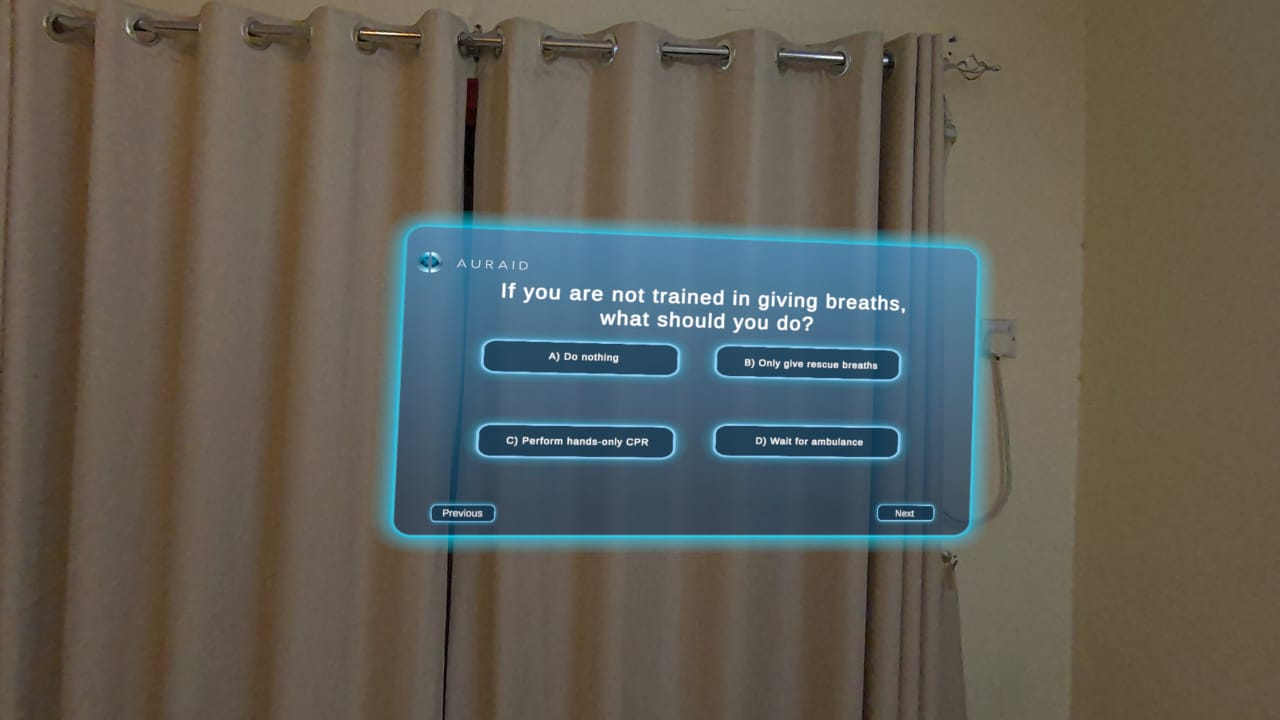 AURAID
If you are not trained in giving breaths,
what should you do?
A) Do nothing
B) Only give rescue breaths
C) Perform hands-only CPR
D) Wait for ambulance
Previous
Next